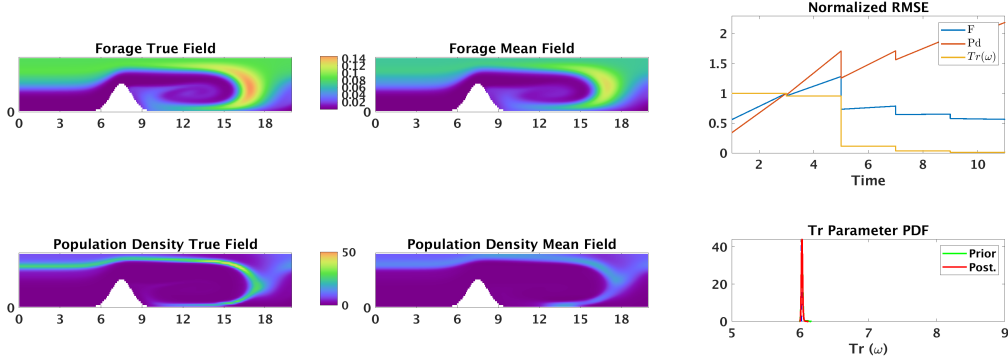 Forage True Field
0
0 3 6 9 12 15 18
0.14
0.12
0.1
0.08
0.06
0.04
0.02
Forage Mean Field
0
0 3 6 9 12 15 18
Normalized RMSE
2
1.5
1
0.5
0
2 4 6 8 10
Time
F
Pd
Tr(ω)
Population Density True Field
0
0 3 6 9 12 15 18
50
0
Population Density Mean Field
0
0 3 6 9 12 15 18
Tr Parameter PDF
40
20
0
5 6 7 8 9
Tr (ω)
Prior
Post.